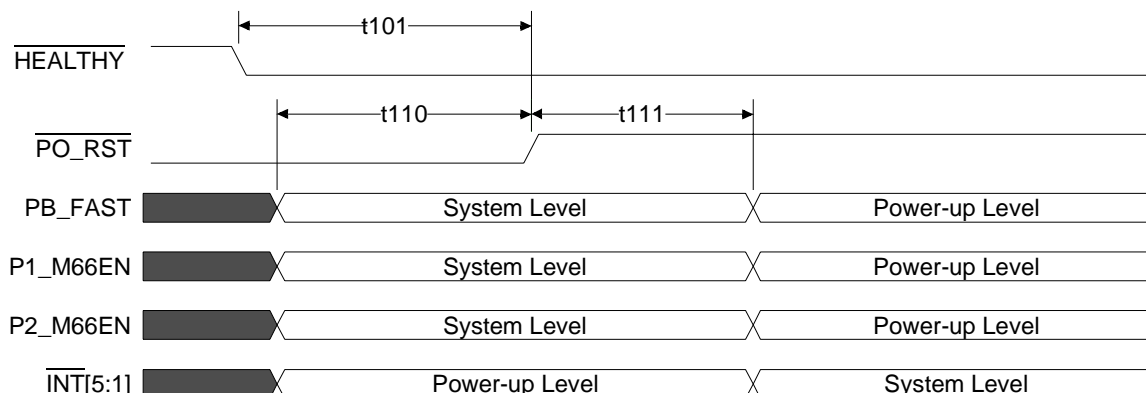 t101
HEALTHY
t110 t111
PO_RST
PB_FAST System Level Power-up Level
P1_M66EN System Level Power-up Level
P2_M66EN System Level Power-up Level
INT[5:1] Power-up Level System Level